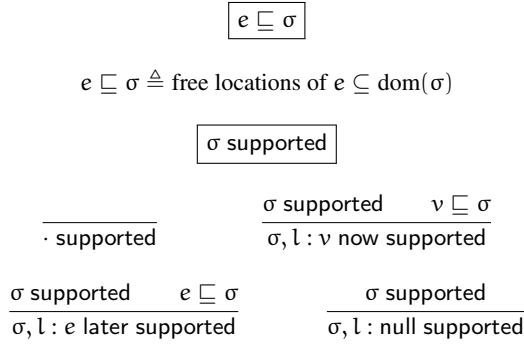 e ⊑ σ
e ⊑ σ ≜ free locations of e ⊆ dom(σ)
σ supported
· supported
σ supported v ⊑ σ
σ, l : v now supported
σ supported e ⊑ σ
σ, l : e later supported
σ supported
σ, l : null supported